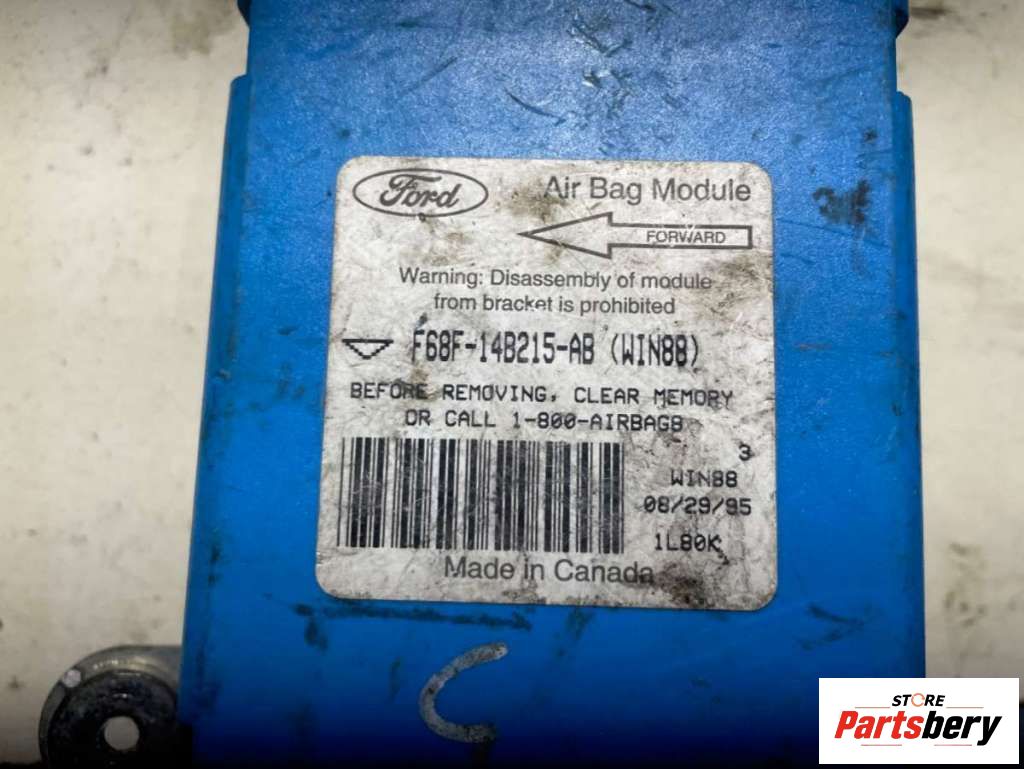 Ford
Air Bag Module
FORWARD
Warning: Disassembly of module
from bracket is prohibited
F68F-14B215-AB (WIN88)
BEFORE REMOVING, CLEAR MEMORY
OR CALL 1-800-AIRBAG8
3
WIN88
08/29/95
1L80K
Made in Canada
STORE
Partsbery